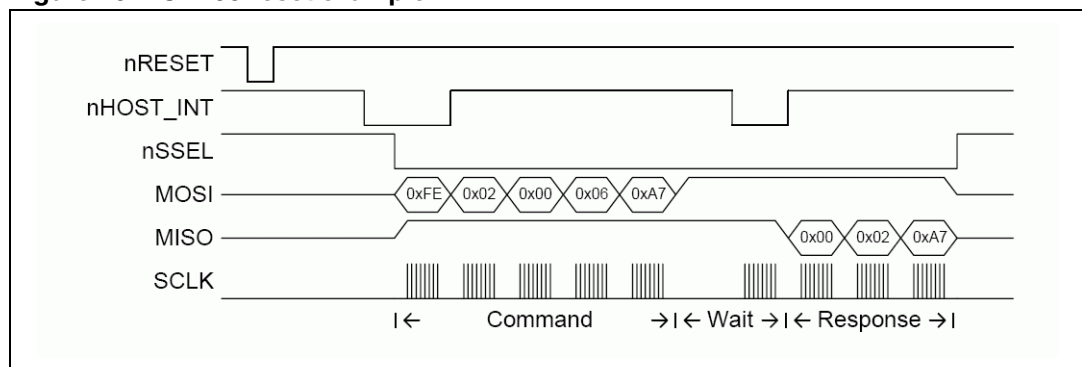 nRESET
nHOST_INT
nSSEL
MOSI 0xFE 0x02 0x00 0x06 0xA7
MISO 0x00 0x02 0xA7
SCLK
Command Wait Response